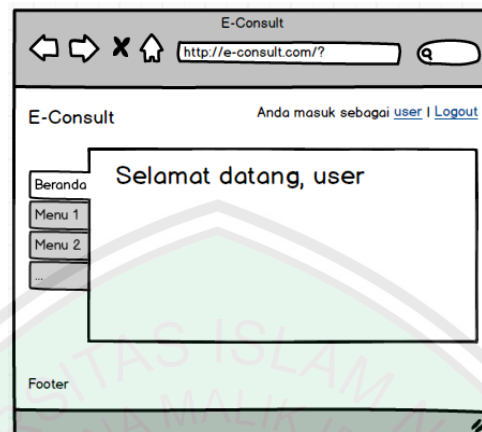 E-Consult
http://e-consult.com/?
E-Consult
Anda masuk sebagai user | Logout
Selamat datang, user
Beranda
Menu 1
Menu 2
...
Footer